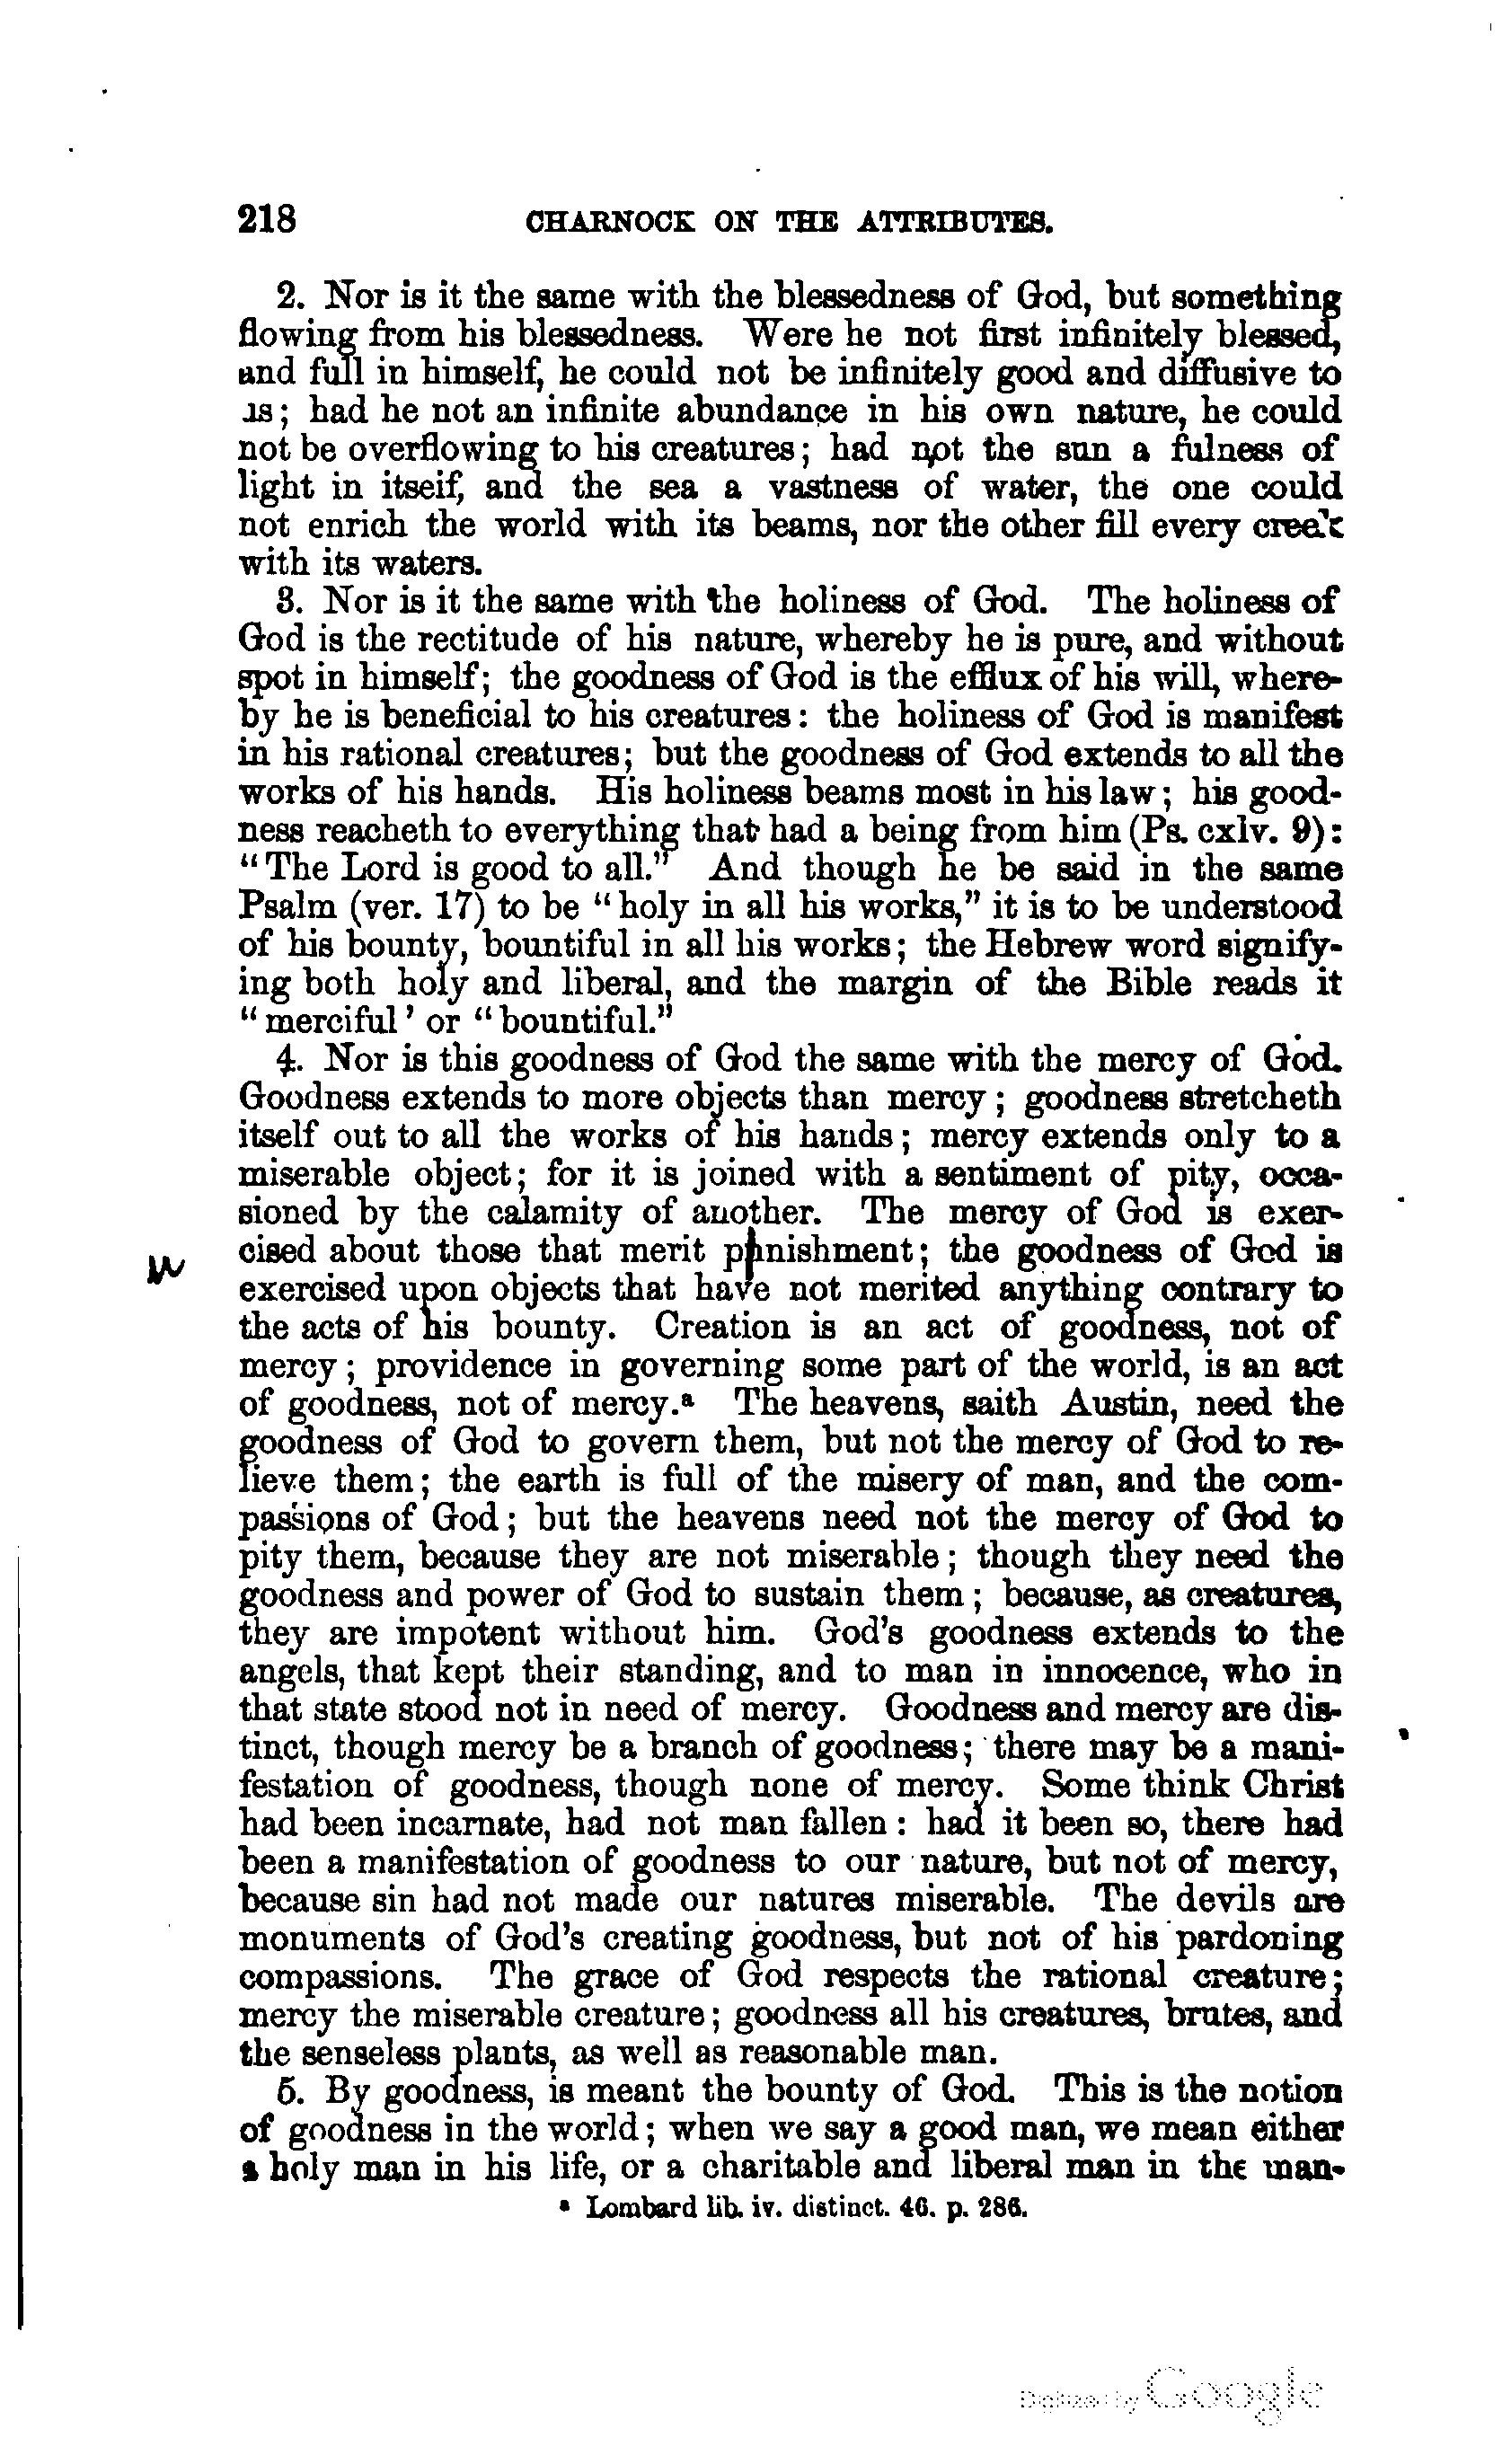 218 CHARNOCK ON THE ATTRIBUTES.
2. Nor is it the same with the blessedness of God, but something
flowing from his blessedness. Were he not first infinitely blessed,
and full in himself, he could not be infinitely good and diffusive to
us; had he not an infinite abundance in his own nature, he could
not be overflowing to his creatures; had not the sun a fulness of
light in itseif, and the sea a vastness of water, the one could
not enrich the world with its beams, nor the other fill every creek
with its waters.
3. Nor is it the same with the holiness of God. The holiness of
God is the rectitude of his nature, whereby he is pure, and without
spot in himself; the goodness of God is the efflux of his will, where-
by he is beneficial to his creatures: the holiness of God is manifest
in his rational creatures; but the goodness of God extends to all the
works of his hands. His holiness beams most in his law; his good-
ness reacheth to everything that had a being from him (Ps. cxlv. 9):
“The Lord is good to all.” And though he be said in the same
Psalm (ver. 17) to be “holy in all his works,” it is to be understood
of his bounty, bountiful in all his works; the Hebrew word signify-
ing both holy and liberal, and the margin of the Bible reads it
“merciful’ or “bountiful.”
4. Nor is this goodness of God the same with the mercy of God.
Goodness extends to more objects than mercy; goodness stretcheth
itself out to all the works of his hands; mercy extends only to a
miserable object; for it is joined with a sentiment of pity, occa-
sioned by the calamity of another. The mercy of God is exer-
cised about those that merit pnnishment; the goodness of God is
u
exercised upon objects that have not merited anything contrary to
the acts of his bounty. Creation is an act of goodness, not of
mercy; providence in governing some part of the world, is an act
of goodness, not of mercy.a The heavens, saith Austin, need the
goodness of God to govern them, but not the mercy of God to re-
lieve them; the earth is full of the misery of man, and the com-
passions of God; but the heavens need not the mercy of God to
pity them, because they are not miserable; though they need the
goodness and power of God to sustain them; because, as creatures,
they are impotent without him. God's goodness extends to the
angels, that kept their standing, and to man in innocence, who in
that state stood not in need of mercy. Goodness and mercy are dis-
tinct, though mercy be a branch of goodness; there may be a mani-
festation of goodness, though none of mercy. Some think Christ
had been incarnate, had not man fallen: had it been so, there had
been a manifestation of goodness to our nature, but not of mercy,
because sin had not made our natures miserable. The devils are
monuments of God's creating goodness, but not of his pardoning
compassions. The grace of God respects the rational creature;
mercy the miserable creature; goodness all his creatures, brutes, and
the senseless plants, as well as reasonable man.
5. By goodness, is meant the bounty of God. This is the notion
of goodness in the world; when we say a good man, we mean either
a holy man in his life, or a charitable and liberal man in the man-
a Lombard lib. iv. distinct. 46. p. 286.
Digitized by Google